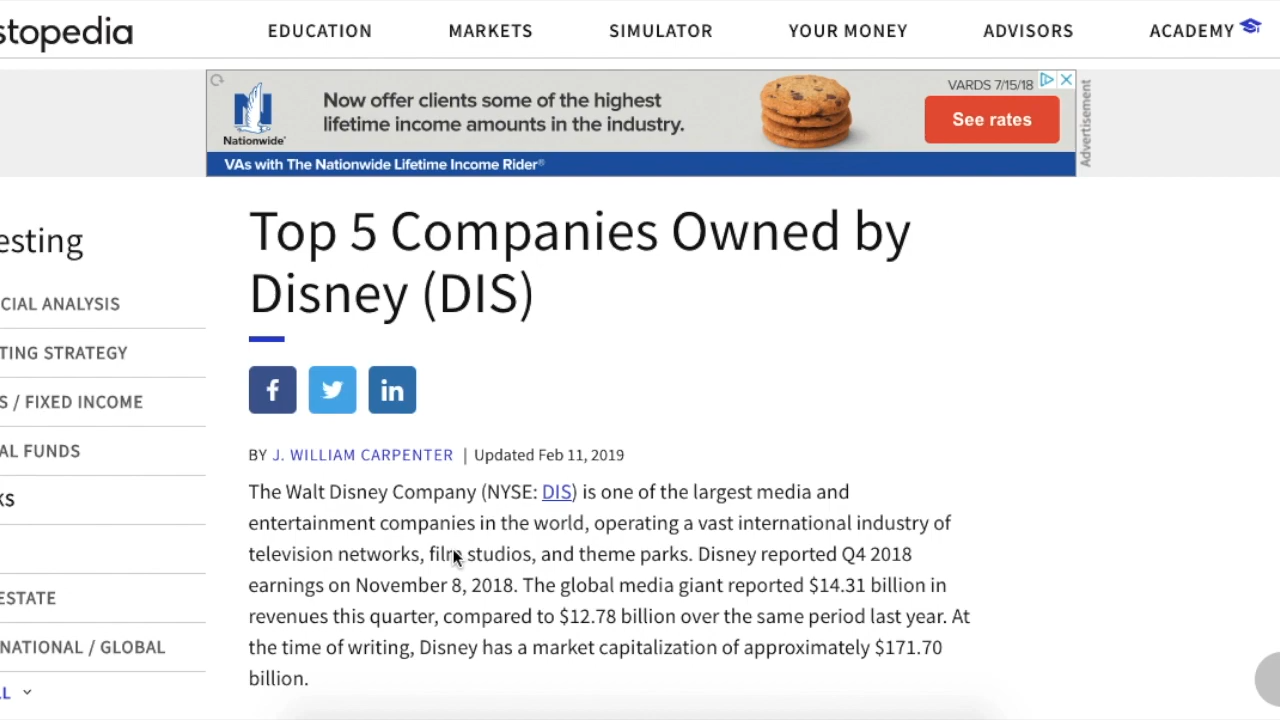 stopedia
EDUCATION
MARKETS
SIMULATOR
YOUR MONEY
ADVISORS
ACADEMY
Nationwide®
Now offer clients some of the highest
lifetime income amounts in the industry.
VARDS 7/15/18
See rates
VAs with The Nationwide Lifetime Income Rider®
Advertisement
esting
CIAL ANALYSIS
TING STRATEGY
S / FIXED INCOME
AL FUNDS
KS
ESTATE
NATIONAL / GLOBAL
LL
Top 5 Companies Owned by
Disney (DIS)
f
in
BY J. WILLIAM CARPENTER | Updated Feb 11, 2019
The Walt Disney Company (NYSE: DIS) is one of the largest media and
entertainment companies in the world, operating a vast international industry of
television networks, film studios, and theme parks. Disney reported Q4 2018
earnings on November 8, 2018. The global media giant reported $14.31 billion in
revenues this quarter, compared to $12.78 billion over the same period last year. At
the time of writing, Disney has a market capitalization of approximately $171.70
billion.